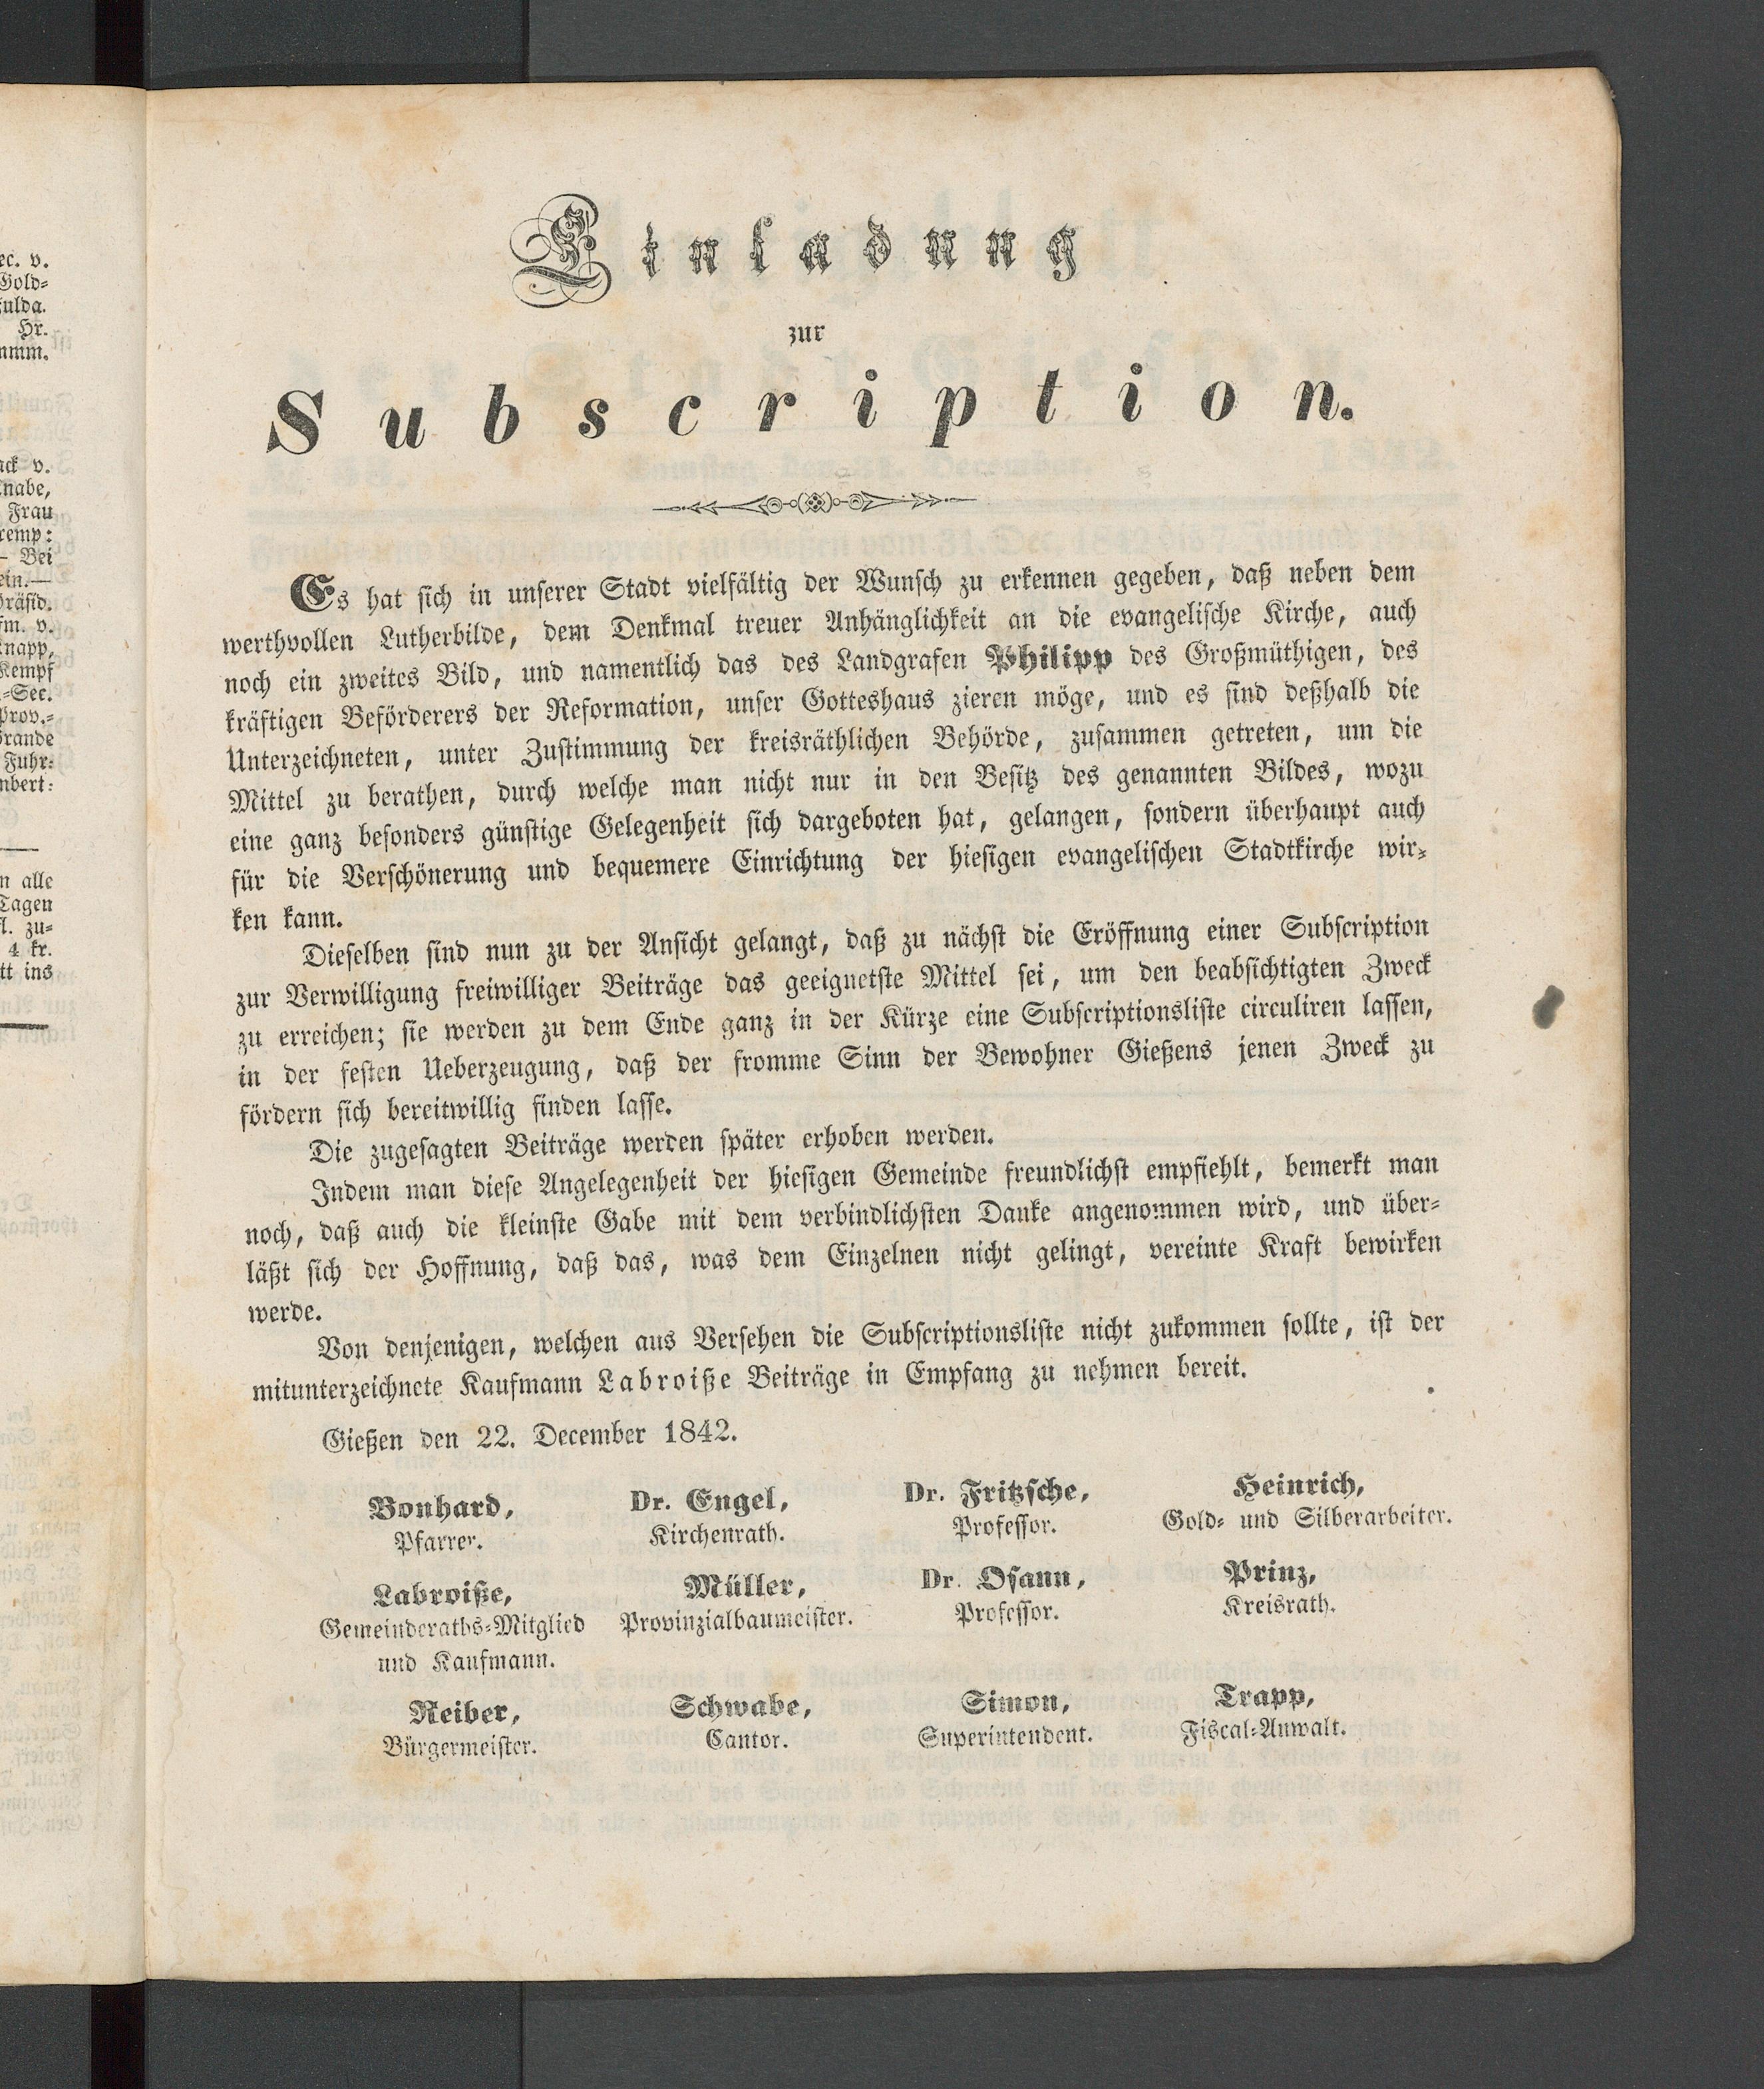 Einladung
zur
Subscription.
Es hat sich in unserer Stadt vielfältig der Wunsch zu erkennen gegeben, daß neben dem
werthvollen Lutherbilde, dem Denkmal treuer Anhänglichkeit an die evangelische Kirche, auch
noch ein zweites Bild, und namentlich das des Landgrafen Philipp des Großmüthigen, des
kräftigen Beförderers der Reformation, unser Gotteshaus zieren möge, und es sind deßhalb die
Unterzeichneten, unter Zustimmung der kreisräthlichen Behörde, zusammen getreten, um die
Mittel zu berathen, durch welche man nicht nur in den Besitz des genannten Bildes, wozu
eine ganz besonders günstige Gelegenheit sich dargeboten hat, gelangen, sondern überhaupt auch
für die Verschönerung und bequemere Einrichtung der hiesigen evangelischen Stadtkirche wir-
ken kann.
Dieselben sind nun zu der Ansicht gelangt, daß zu nächst die Eröffnung einer Subscription
zur Verwilligung freiwilliger Beiträge das geeignetste Mittel sei, um den beabsichtigten Zweck
zu erreichen; sie werden zu dem Ende ganz in der Kürze eine Subscriptionsliste circuliren lassen,
in der festen Ueberzeugung, daß der fromme Sinn der Bewohner Gießens jenen Zweck zu
fördern sich bereitwillig finden lasse.
Die zugesagten Beiträge werden später erhoben werden.
Indem man diese Angelegenheit der hiesigen Gemeinde freundlichst empfiehlt, bemerkt man
noch, daß auch die kleinste Gabe mit dem verbindlichsten Danke angenommen wird, und über-
läßt sich der Hoffnung, daß das, was dem Einzelnen nicht gelingt, vereinte Kraft bewirken
werde.
Von denjenigen, welchen aus Versehen die Subscriptionsliste nicht zukommen sollte, ist der
mitunterzeichnete Kaufmann Labroiße Beiträge in Empfang zu nehmen bereit.
Gießen den 22. December 1842.
Bonhard, Dr. Engel, Dr. Fritzsche, Heinrich,
Pfarrer. Kirchenrath. Professor. Gold- und Silberarbeiter.
Labroiße, Müller, Dr. Osann, Prinz,
Gemeinderaths-Mitglied Provinzialbaumeister. Professor. Kreisrath.
und Kaufmann.
Reiber, Schwabe, Simon, Trapp,
Bürgermeister. Cantor. Superintendent. Fiscal-Anwalt.